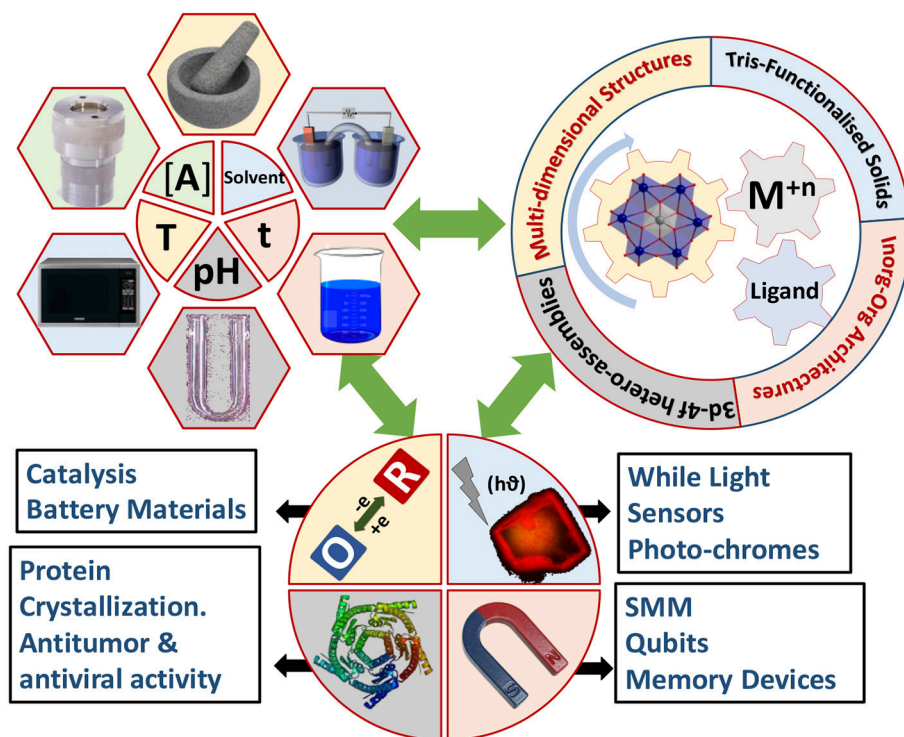 [A]
Solvent
T
t
pH
Multi-dimensional Structures
Tris-Functionalised Solids
Inorg-Org Architectures
3d-4f hetero-assemblies
M+n
Ligand
Catalysis
Battery Materials
Protein
Crystallization.
Antitumor &
antiviral activity
R
-e
+e
O
(hϑ)
While Light
Sensors
Photo-chromes
SMM
Qubits
Memory Devices